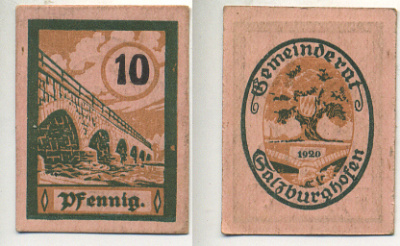 10
Pfennig.
Gemeinderat
1920
Salzburghofen